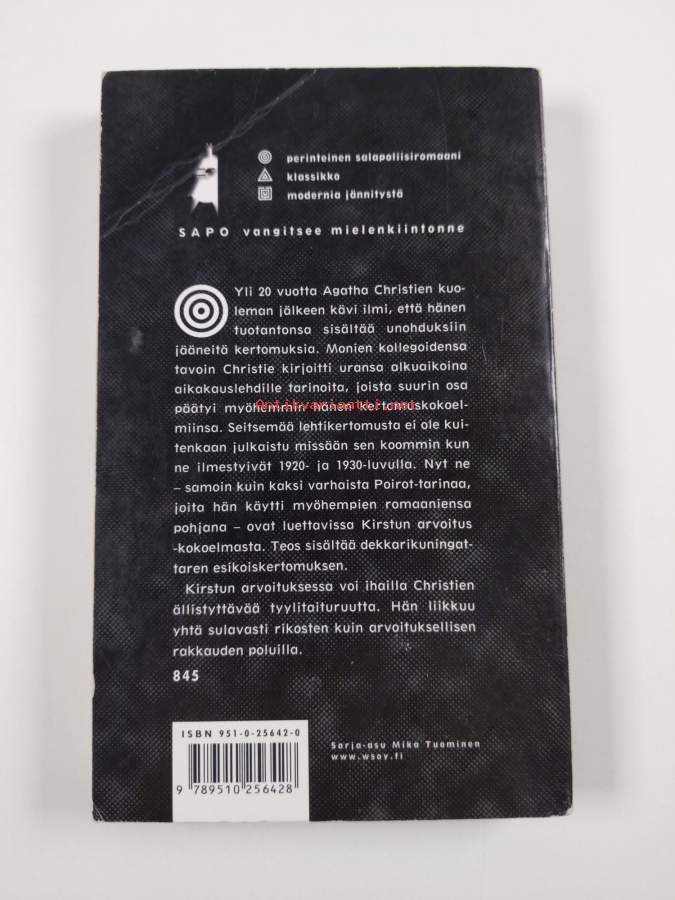 perinteinen salapoliisiromaani
klassikko
modernia jännitystä
SAPO vangitsee mielenkiintonne
Yli 20 vuotta Agatha Christien kuo-
leman jälkeen kävi ilmi, että hänen
tuotantonsa sisältää unohduksiin
jääneitä kertomuksia. Monien kollegoidensa
tavoin Christie kirjoitti uransa alkuaikoina
aikakauslehdille tarinoita, joista suurin osa
päätyi myöhemmin hänen kertomuskokoel-
Antikvariaatti.net
miinsa. Seitsemää lehtikertomusta ei ole kui-
tenkaan julkaistu missään sen koommin kun
ne ilmestyivät 1920- ja 1930-luvulla. Nyt ne
– samoin kuin kaksi varhaista Poirot-tarinaa,
joita hän käytti myöhempien romaaniensa
pohjana – ovat luettavissa Kirstun arvoitus
-kokoelmasta. Teos sisältää dekkarikuningat-
taren esikoiskertomuksen.
Kirstun arvoituksessa voi ihailla Christien
ällistyttävää tyylitaituruutta. Hän liikkuu
yhtä sulavasti rikosten kuin arvoituksellisen
rakkauden poluilla.
845
ISBN 951-0-25642-0
9 789510 256428
Sarja-asu Mika Tuominen
www.wsoy.fi